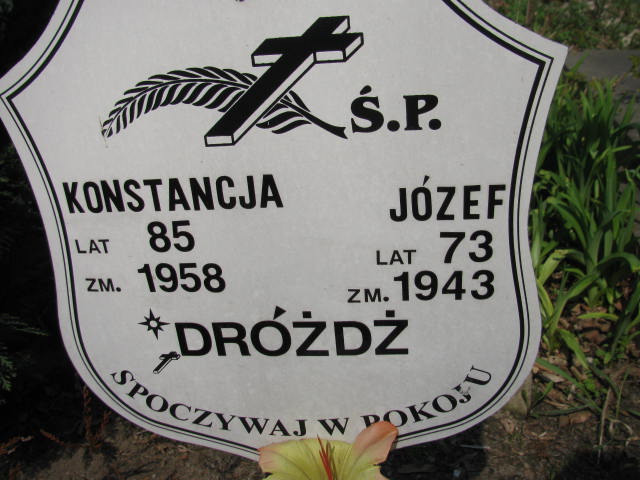 Ś.P.
KONSTANCJA JÓZEF
LAT 85 LAT 73
ZM. 1958 ZM. 1943
DRÓŻDŻ
SPOCZYWAJ W POKOJU